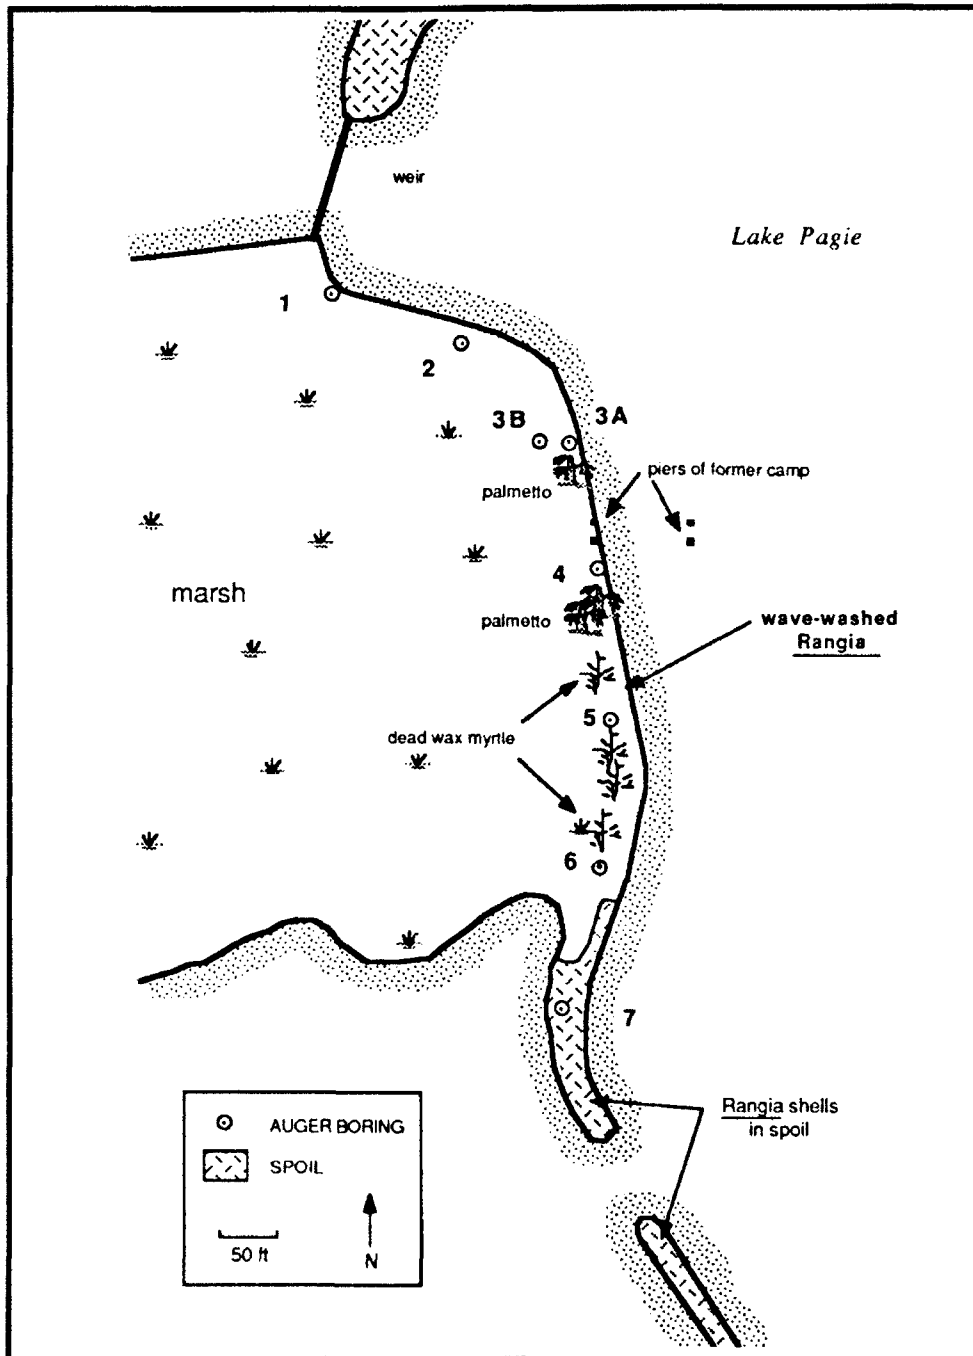 weir
Lake Pagie
1
2
3B
3A
palmetto
piers of former camp
4
marsh
palmetto
wave-washed
Rangia
5
dead wax myrtle
6
7
Rangia shells
in spoil
AUGER BORING
SPOIL
50 ft
N